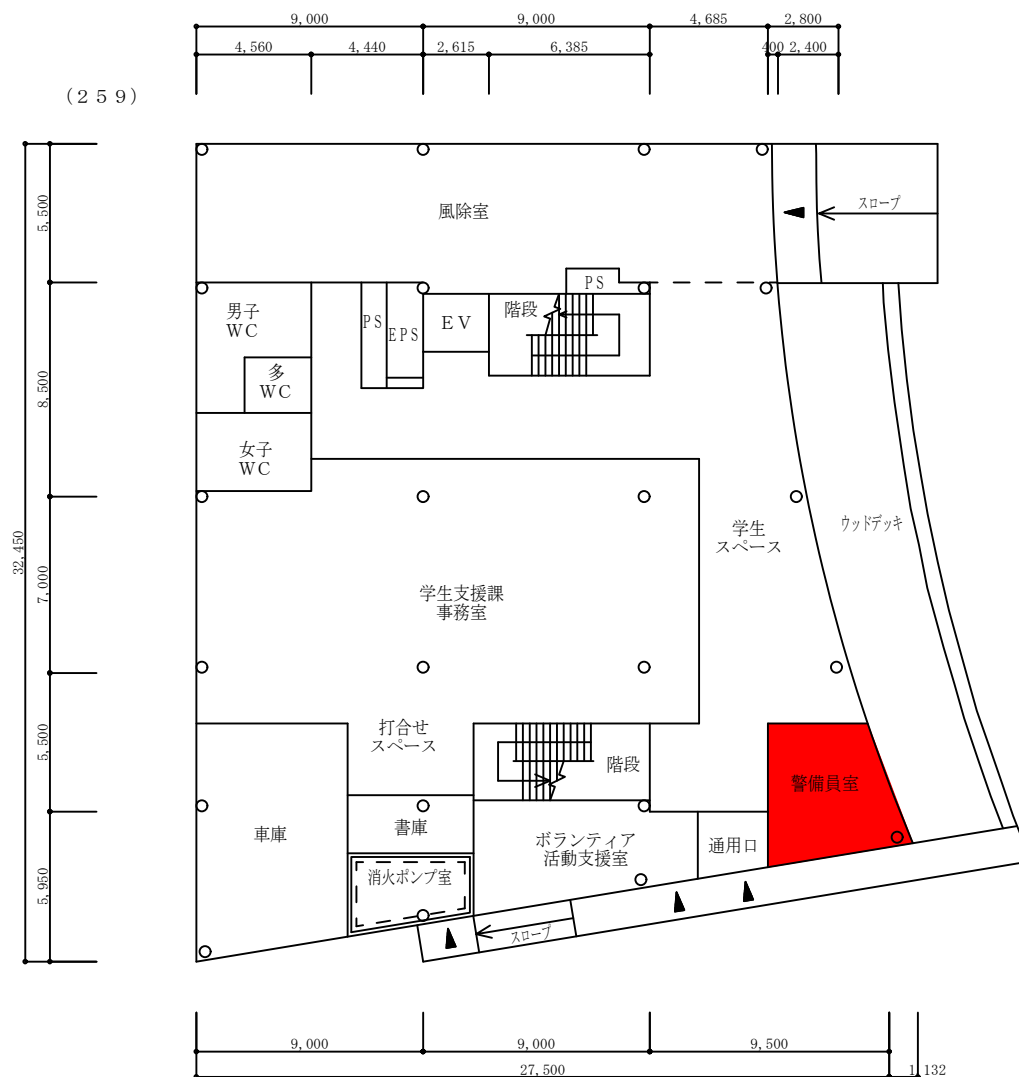 9,000 9,000 4,685 2,800
4,560 4,440 2,615 6,385 400 2,400
(259)
風除室
スロープ
5,500
8,500
7,000
5,500
5,950
32,450
男子
WC
多
WC
女子
WC
PS
EPS
EV
階段
PS
学生
スペース
ウッドデッキ
学生支援課
事務室
打合せ
スペース
階段
警備員室
車庫
書庫
ボランティア
活動支援室
通用口
消火ポンプ室
スロープ
9,000 9,000 9,500
27,500 1,132